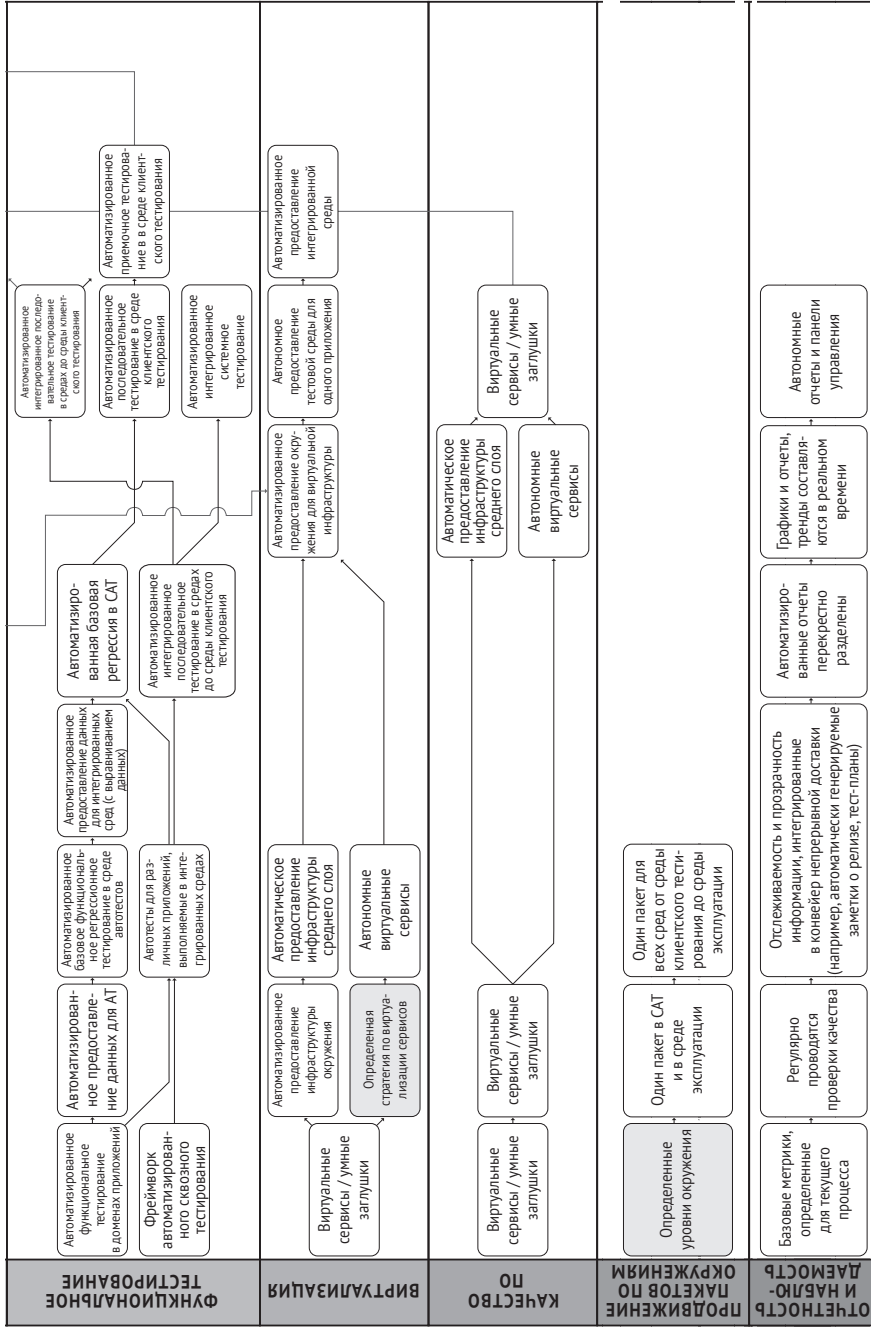 ФУНКЦИОНАЛЬНОЕ
ТЕСТИРОВАНИЕ
Автоматизированное
функциональное
тестирование
в доменах приложений
Фреймворк
автоматизирован-
ного сквозного
тестирования
Автоматизирован-
ное предоставле-
ние данных для АТ
Автоматизированное
базовое функциональ-
ное регрессионное
тестирование в среде
автотестов
Автотесты для раз-
личных приложений,
выполняемые в инте-
грированных средах
Автоматизированное
предоставление данных
для интегрированных
сред (с выравниванием
данных)
Автоматизиро-
ванная базовая
регрессия в CAT
Автоматизированное
интегрированное
последовательное
тестирование в средах
до среды клиентского
тестирования
Автоматизированное
интегрированное последо-
вательное тестирование
в средах до среды клиент-
ского тестирования
Автоматизированное
последовательное
тестирование в среде
клиентского
тестирования
Автоматизированное
интегрированное
системное
тестирование
Автоматизированное
приемочное тестирова-
ние в в среде клиент-
ского тестирования
ВИРТУАЛИЗАЦИЯ
Виртуальные
сервисы / умные
заглушки
Автоматизированное
предоставление
инфраструктуры
окружения
Определенная
стратегия по виртуа-
лизации сервисов
Автоматическое
предоставление
инфраструктуры
среднего слоя
Автономные
виртуальные
сервисы
Автоматизированное
предоставление окру-
жения для виртуальной
инфраструктуры
Автономное
предоставление
тестовой среды для
одного приложения
Автоматизированное
предоставление
интегрированной
среды
КАЧЕСТВО
ПО
Виртуальные
сервисы / умные
заглушки
Виртуальные
сервисы / умные
заглушки
Автоматическое
предоставление
инфраструктуры
среднего слоя
Автономные
виртуальные
сервисы
Виртуальные
сервисы / умные
заглушки
ПРОДВИЖЕНИЕ
ПАКЕТОВ ПО
ОКРУЖЕНИЯМ
Определенные
уровни окружения
Один пакет в CAT
и в среде
эксплуатации
Один пакет для
всех сред от среды
клиентского тести-
рования до среды
эксплуатации
ОТЧЕТНОСТЬ
И НАБЛЮ-
ДАЕМОСТЬ
Базовые метрики,
определенные
для текущего
процесса
Регулярно
проводятся
проверки качества
Отслеживаемость и прозрачность
информации, интегрированные
в конвейер непрерывной доставки
(например, автоматически генерируемые
заметки о релизе, тест-планы)
Автоматизиро-
ванные отчеты
перекрестно
разделены
Графики и отчеты,
тренды составля-
ются в реальном
времени
Автономные
отчеты и панели
управления